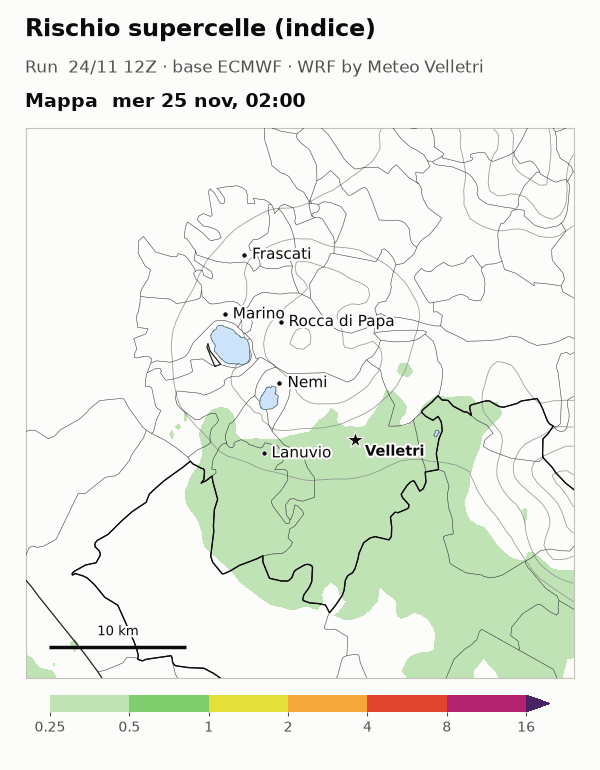 Rischio supercelle (indice)
Run  24/11 12Z · base ECMWF · WRF by Meteo Velletri
Mappa  mer 25 nov, 02:00
Frascati
Marino
Rocca di Papa
Nemi
Velletri
Lanuvio
10 km
0.25 0.5 1 2 4 8 16